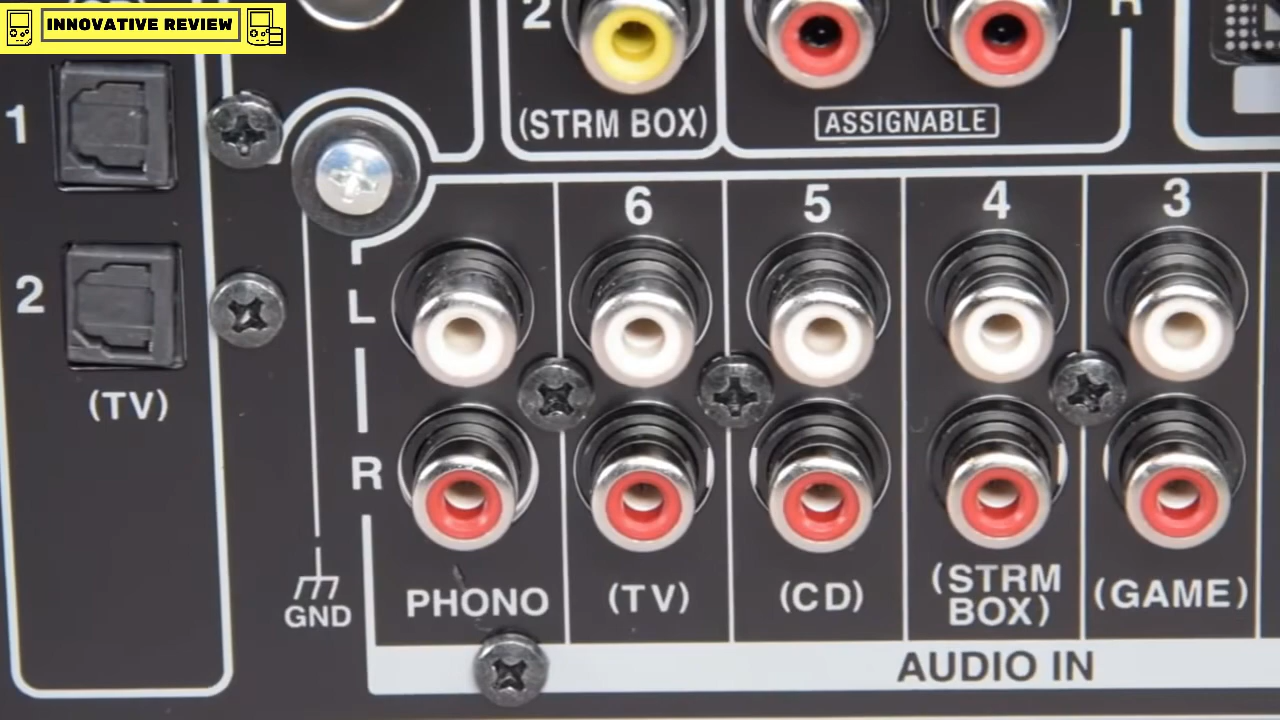 INNOVATIVE REVIEW
2
(STRM BOX)
ASSIGNABLE
R
1
2
(TV)
6
5
4
3
L
R
GND
PHONO
(TV)
(CD)
(STRM
BOX)
(GAME)
AUDIO IN